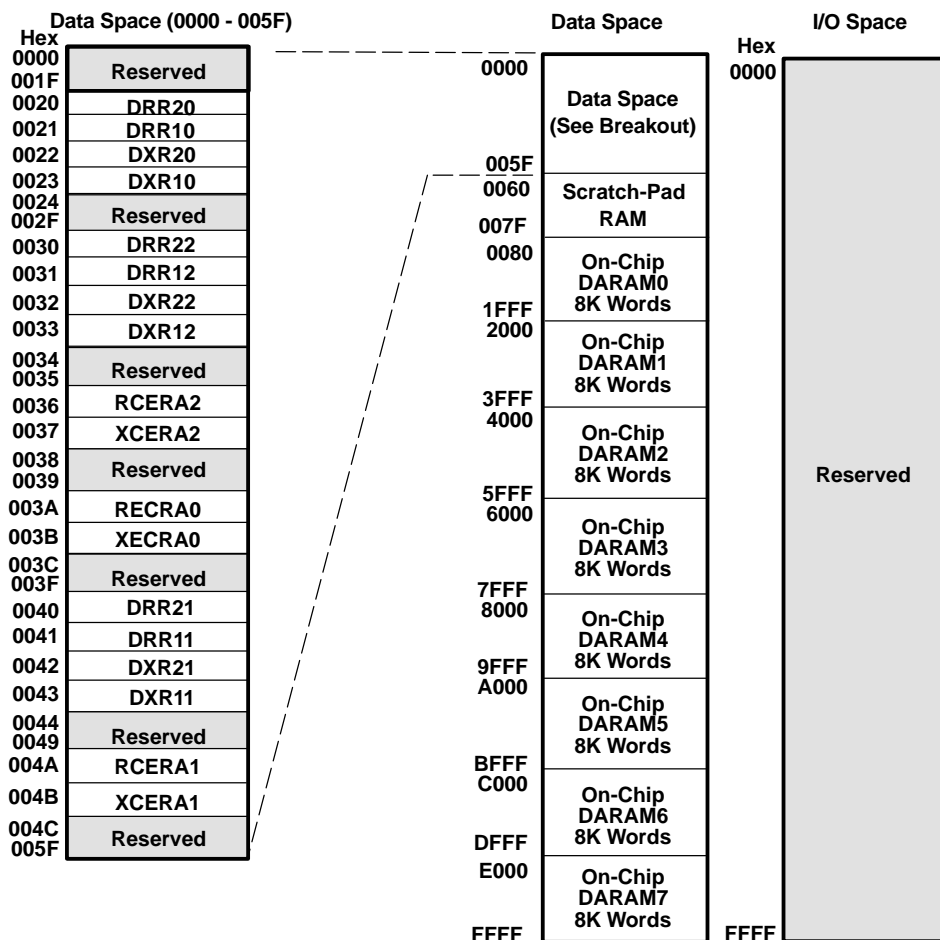 Data Space (0000 - 005F)
Hex
0000
001F
Reserved
0020
DRR20
0021
DRR10
0022
DXR20
0023
DXR10
0024
002F
Reserved
0030
DRR22
0031
DRR12
0032
DXR22
0033
DXR12
0034
0035
Reserved
0036
RCERA2
0037
XCERA2
0038
0039
Reserved
003A
RECRA0
003B
XECRA0
003C
003F
Reserved
0040
DRR21
0041
DRR11
0042
DXR21
0043
DXR11
0044
0049
Reserved
004A
RCERA1
004B
XCERA1
004C
005F
Reserved
Data Space
0000
Data Space
(See Breakout)
005F
0060
Scratch-Pad
RAM
007F
0080
On-Chip
DARAM0
8K Words
1FFF
2000
On-Chip
DARAM1
8K Words
3FFF
4000
On-Chip
DARAM2
8K Words
5FFF
6000
On-Chip
DARAM3
8K Words
7FFF
8000
On-Chip
DARAM4
8K Words
9FFF
A000
On-Chip
DARAM5
8K Words
BFFF
C000
On-Chip
DARAM6
8K Words
DFFF
E000
On-Chip
DARAM7
8K Words
FFFF
I/O Space
Hex
0000
Reserved
FFFF